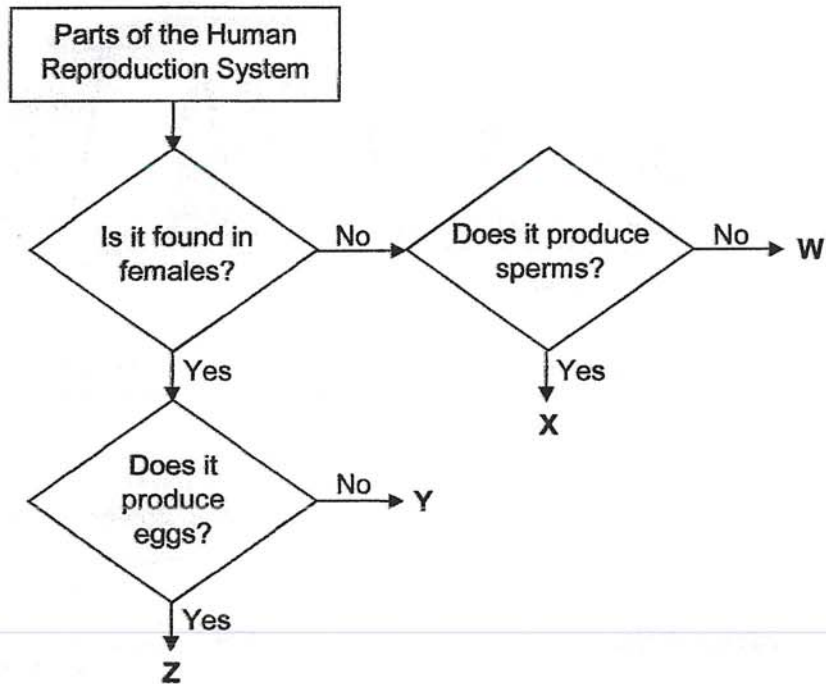 Parts of the Human
Reproduction System
Is it found in
females?
No
Does it produce
sperms?
No
W
Yes
Yes
X
Does it
produce
eggs?
No
Y
Yes
Z